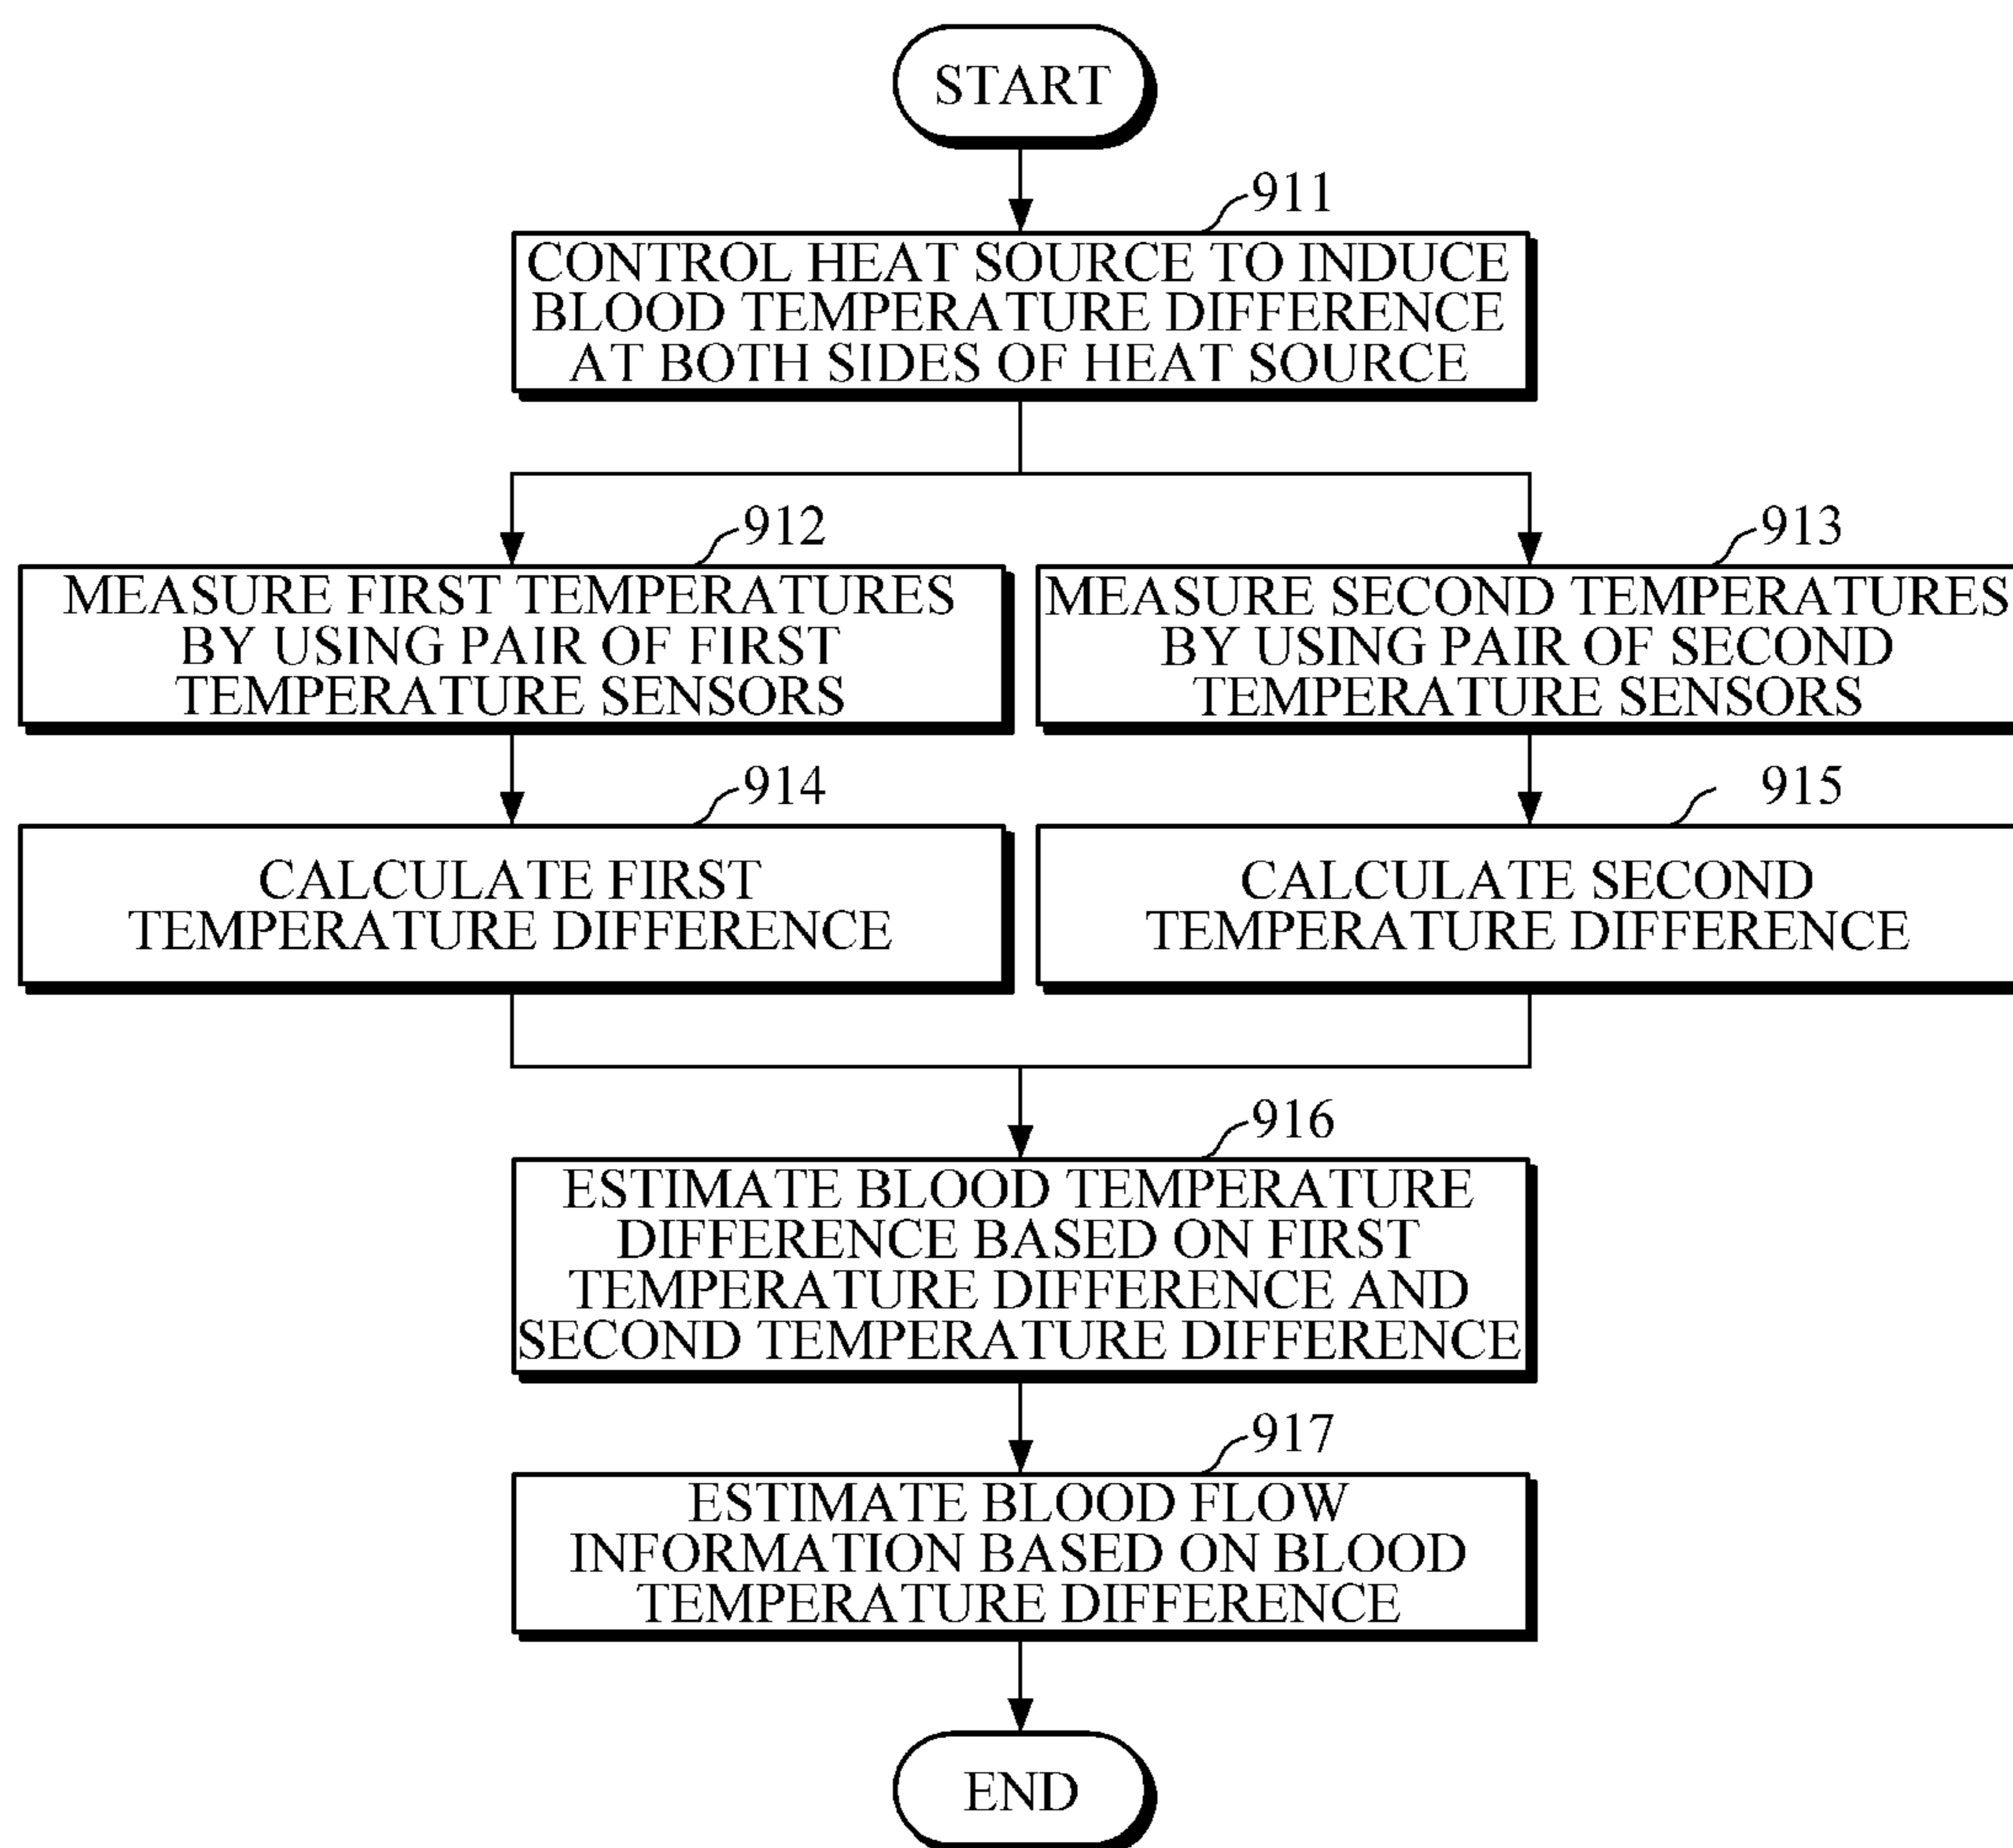 START
911
CONTROL HEAT SOURCE TO INDUCE
BLOOD TEMPERATURE DIFFERENCE
AT BOTH SIDES OF HEAT SOURCE
912
MEASURE FIRST TEMPERATURES
BY USING PAIR OF FIRST
TEMPERATURE SENSORS
913
MEASURE SECOND TEMPERATURES
BY USING PAIR OF SECOND
TEMPERATURE SENSORS
914
CALCULATE FIRST
TEMPERATURE DIFFERENCE
915
CALCULATE SECOND
TEMPERATURE DIFFERENCE
916
ESTIMATE BLOOD TEMPERATURE
DIFFERENCE BASED ON FIRST
TEMPERATURE DIFFERENCE AND
SECOND TEMPERATURE DIFFERENCE
917
ESTIMATE BLOOD FLOW
INFORMATION BASED ON BLOOD
TEMPERATURE DIFFERENCE
END